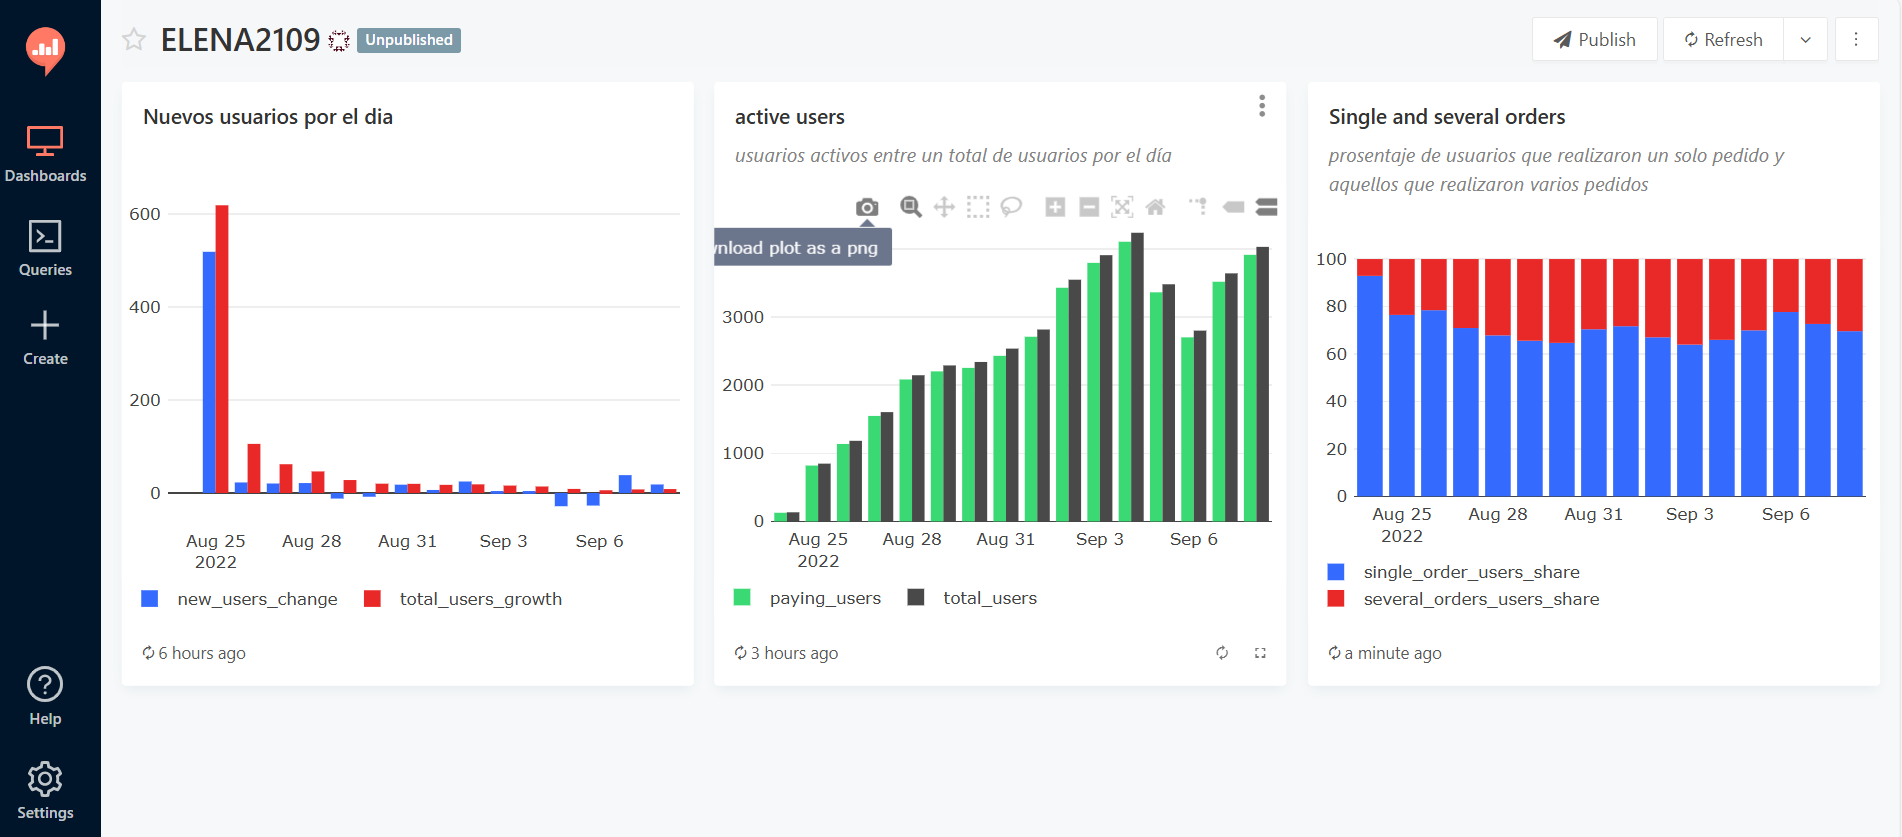 ELENA2109 Unpublished
Publish
Refresh
Dashboards
Queries
Create
Help
Settings
Nuevos usuarios por el dia
600
400
200
0
Aug 25 Aug 28 Aug 31 Sep 3 Sep 6
2022
new_users_change total_users_growth
6 hours ago
active users
usuarios activos entre un total de usuarios por el día
nload plot as a png
3000
2000
1000
0
Aug 25 Aug 28 Aug 31 Sep 3 Sep 6
2022
paying_users total_users
3 hours ago
Single and several orders
prosentaje de usuarios que realizaron un solo pedido y
aquellos que realizaron varios pedidos
100
80
60
40
20
0
Aug 25 Aug 28 Aug 31 Sep 3 Sep 6
2022
single_order_users_share
several_orders_users_share
a minute ago